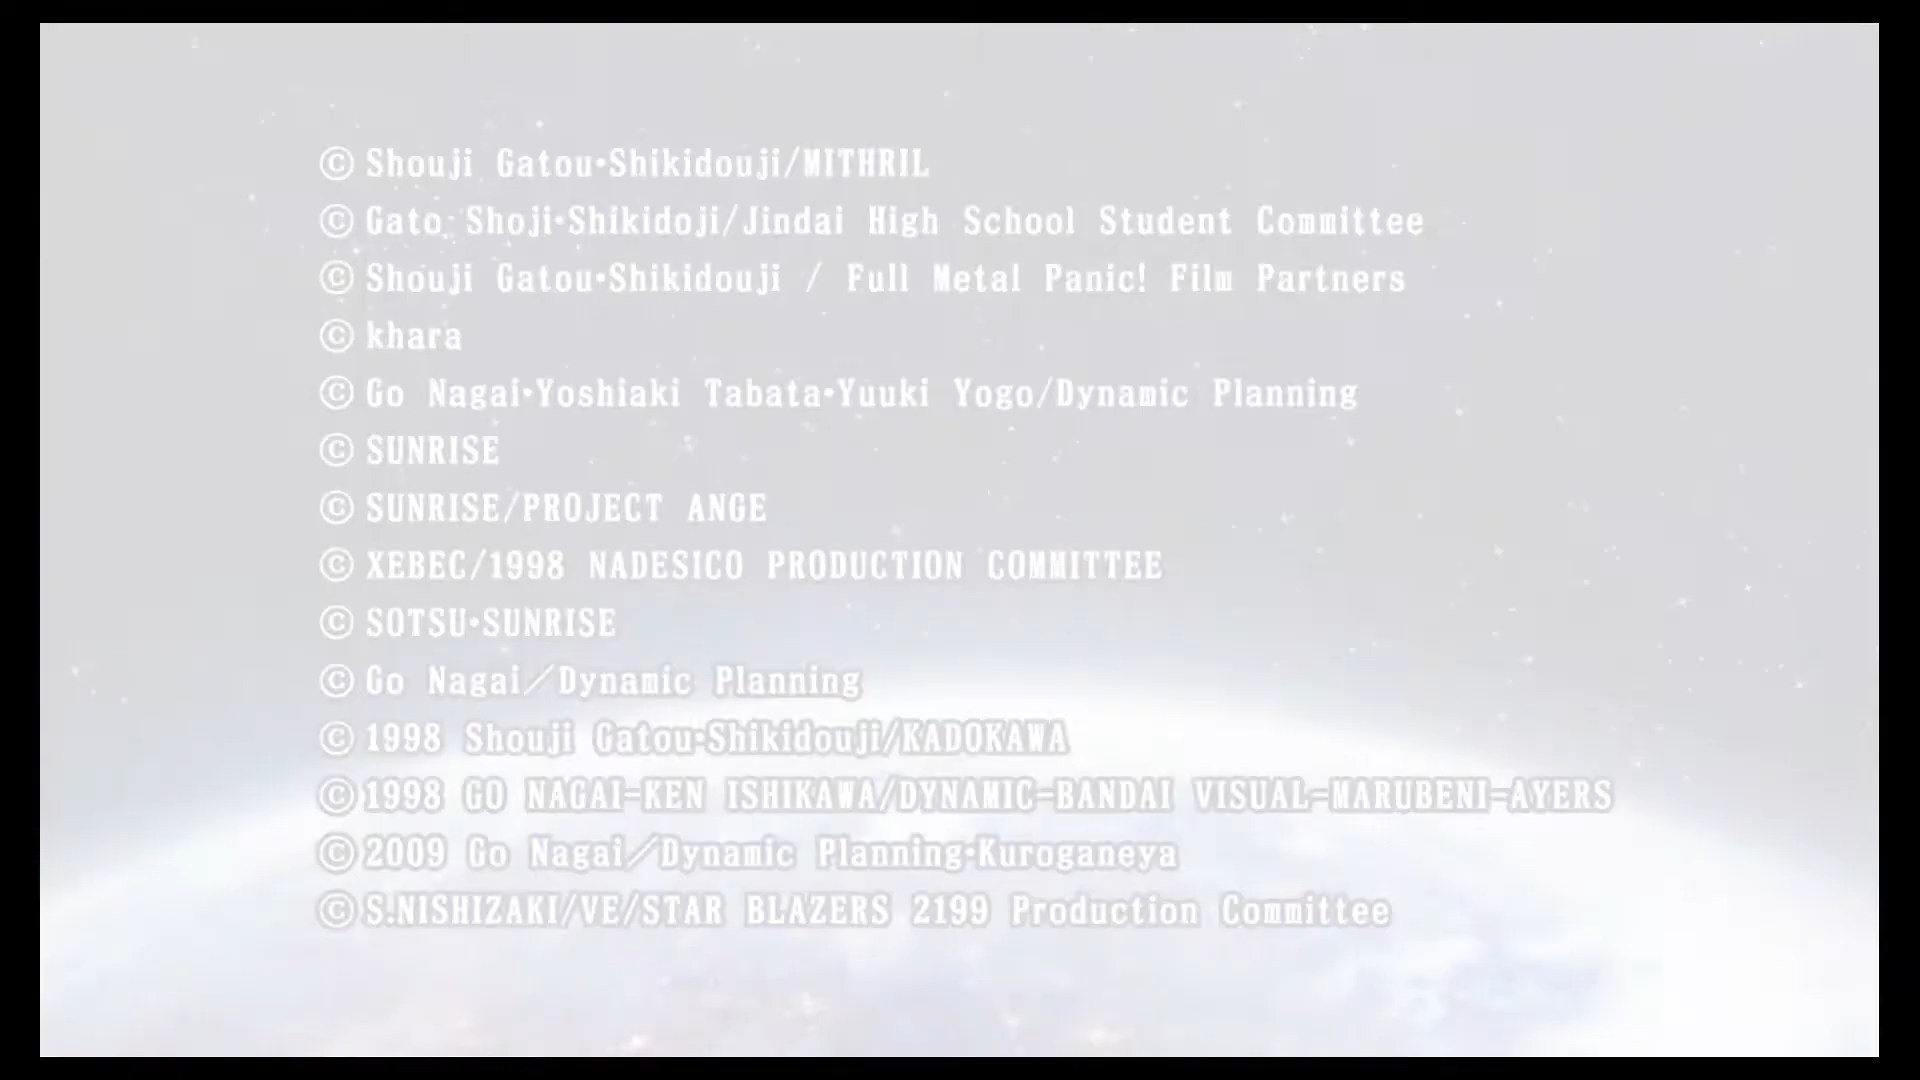 © Shouji Gatou•Shikidouji/MITHRIL
© Gato Shoji•Shikidoji/Jindai High School Student Committee
© Shouji Gatou•Shikidouji / Full Metal Panic! Film Partners
© khara
© Go Nagai•Yoshiaki Tabata•Yuuki Yogo/Dynamic Planning
© SUNRISE
© SUNRISE/PROJECT ANGE
© XEBEC/1998 NADESICO PRODUCTION COMMITTEE
© SOTSU•SUNRISE
© Go Nagai／Dynamic Planning
© 1998 Shouji Gatou•Shikidouji/KADOKAWA
© 1998 GO NAGAI-KEN ISHIKAWA/DYNAMIC-BANDAI VISUAL-MARUBENI-AYERS
© 2009 Go Nagai／Dynamic Planning•Kuroganeya
© S.NISHIZAKI/VE/STAR BLAZERS 2199 Production Committee